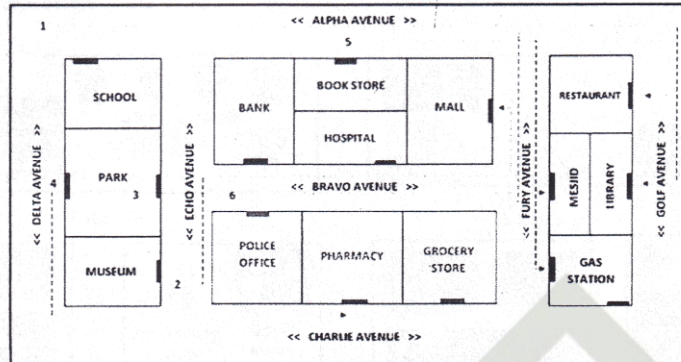 1
<< ALPHA AVENUE >>
5
SCHOOL
BANK
BOOK STORE
HOSPITAL
MALL
RESTAURANT
<< DELTA AVENUE >>
4
PARK
3
<< ECHO AVENUE >>
<< FURY AVENUE >>
MESJID
LIBRARY
<< GOLF AVENUE >>
6
<< BRAVO AVENUE >>
MUSEUM
2
POLICE
OFFICE
PHARMACY
GROCERY
STORE
GAS
STATION
<< CHARLIE AVENUE >>